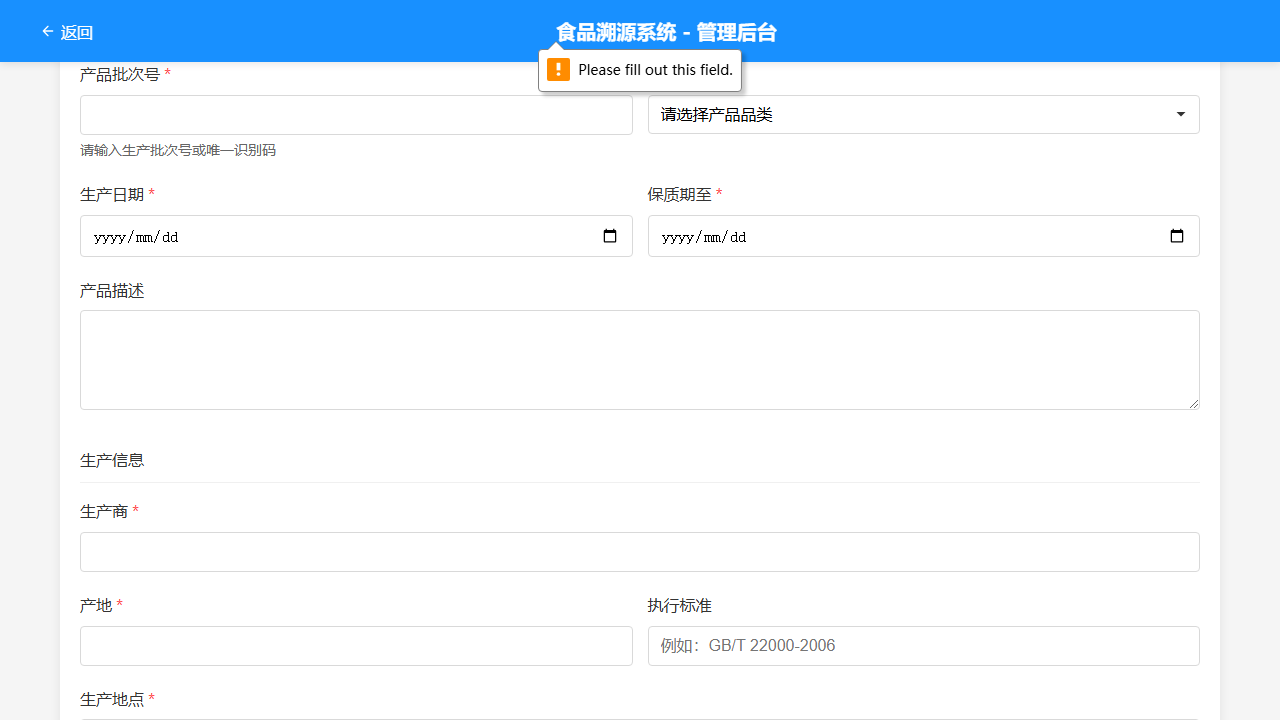 返回
食品溯源系统 - 管理后台
Please fill out this field.
产品批次号 *
请选择产品品类
请输入生产批次号或唯一识别码
生产日期 *
保质期至 *
yyyy/mm/dd
yyyy/mm/dd
产品描述
生产信息
生产商 *
产地 *
执行标准
例如：GB/T 22000-2006
生产地点 *